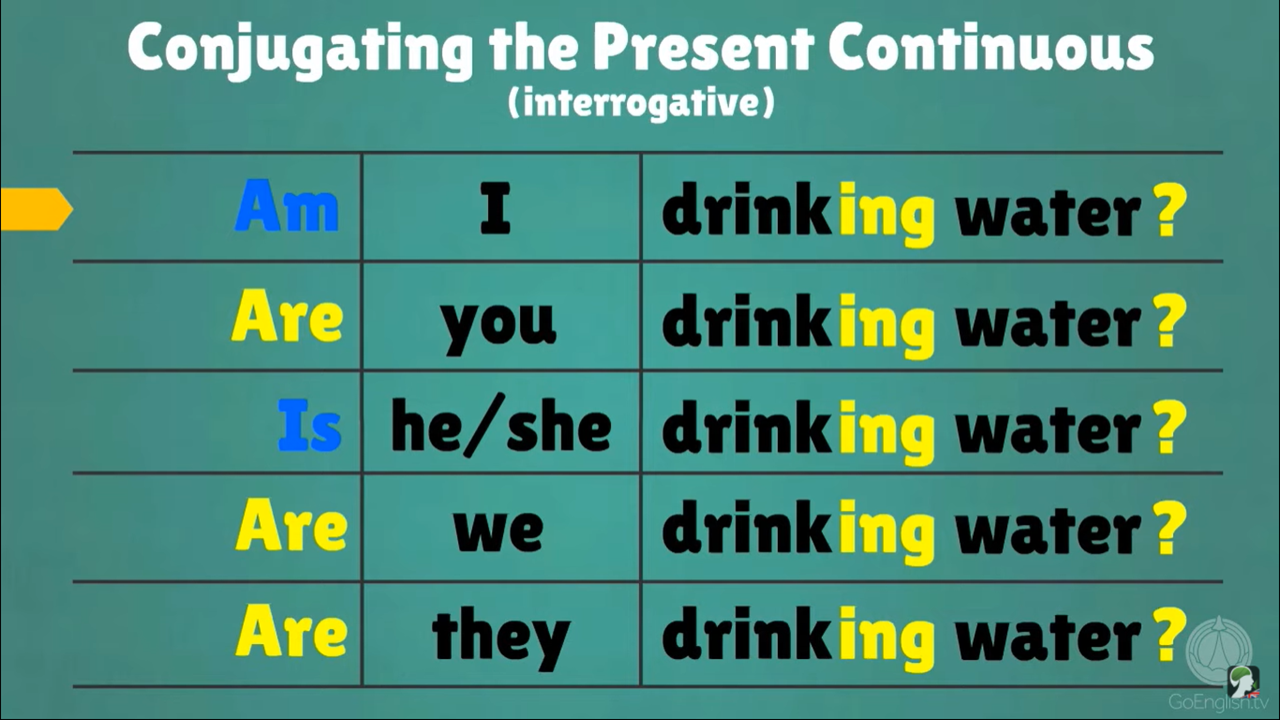 Conjugating the Present Continuous
(interrogative)
Am I drinking water?
Are you drinking water?
Is he/she drinking water?
Are we drinking water?
Are they drinking water?
GoEnglish.tv